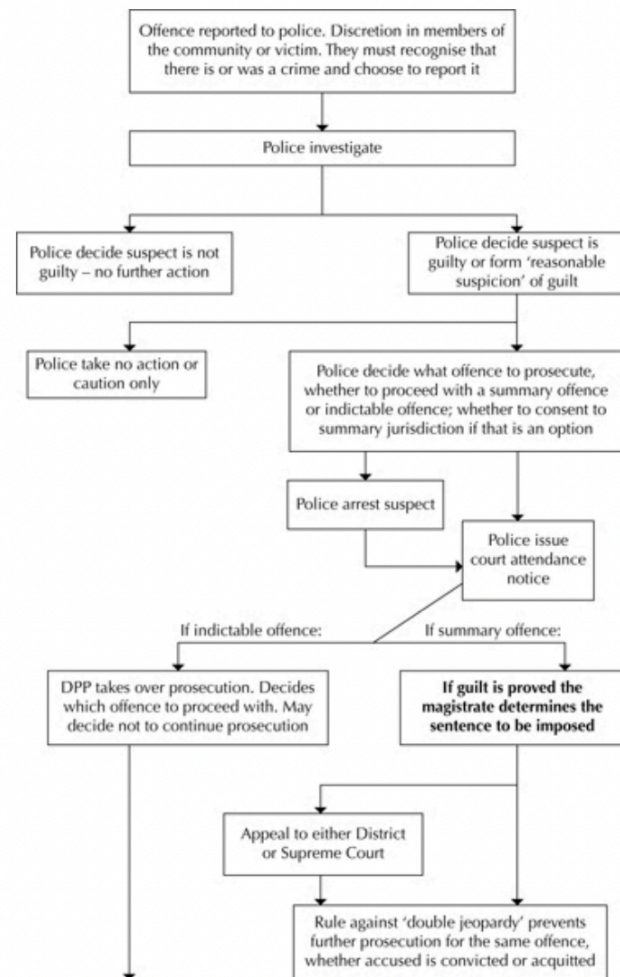 Offence reported to police. Discretion in members of
the community or victim. They must recognise that
there is or was a crime and choose to report it
Police investigate
Police decide suspect is not
guilty – no further action
Police decide suspect is
guilty or form ‘reasonable
suspicion’ of guilt
Police take no action or
caution only
Police decide what offence to prosecute,
whether to proceed with a summary offence
or indictable offence; whether to consent to
summary jurisdiction if that is an option
Police arrest suspect
Police issue
court attendance
notice
If indictable offence:
If summary offence:
DPP takes over prosecution. Decides
which offence to proceed with. May
decide not to continue prosecution
If guilt is proved the
magistrate determines the
sentence to be imposed
Appeal to either District
or Supreme Court
Rule against ‘double jeopardy’ prevents
further prosecution for the same offence,
whether accused is convicted or acquitted